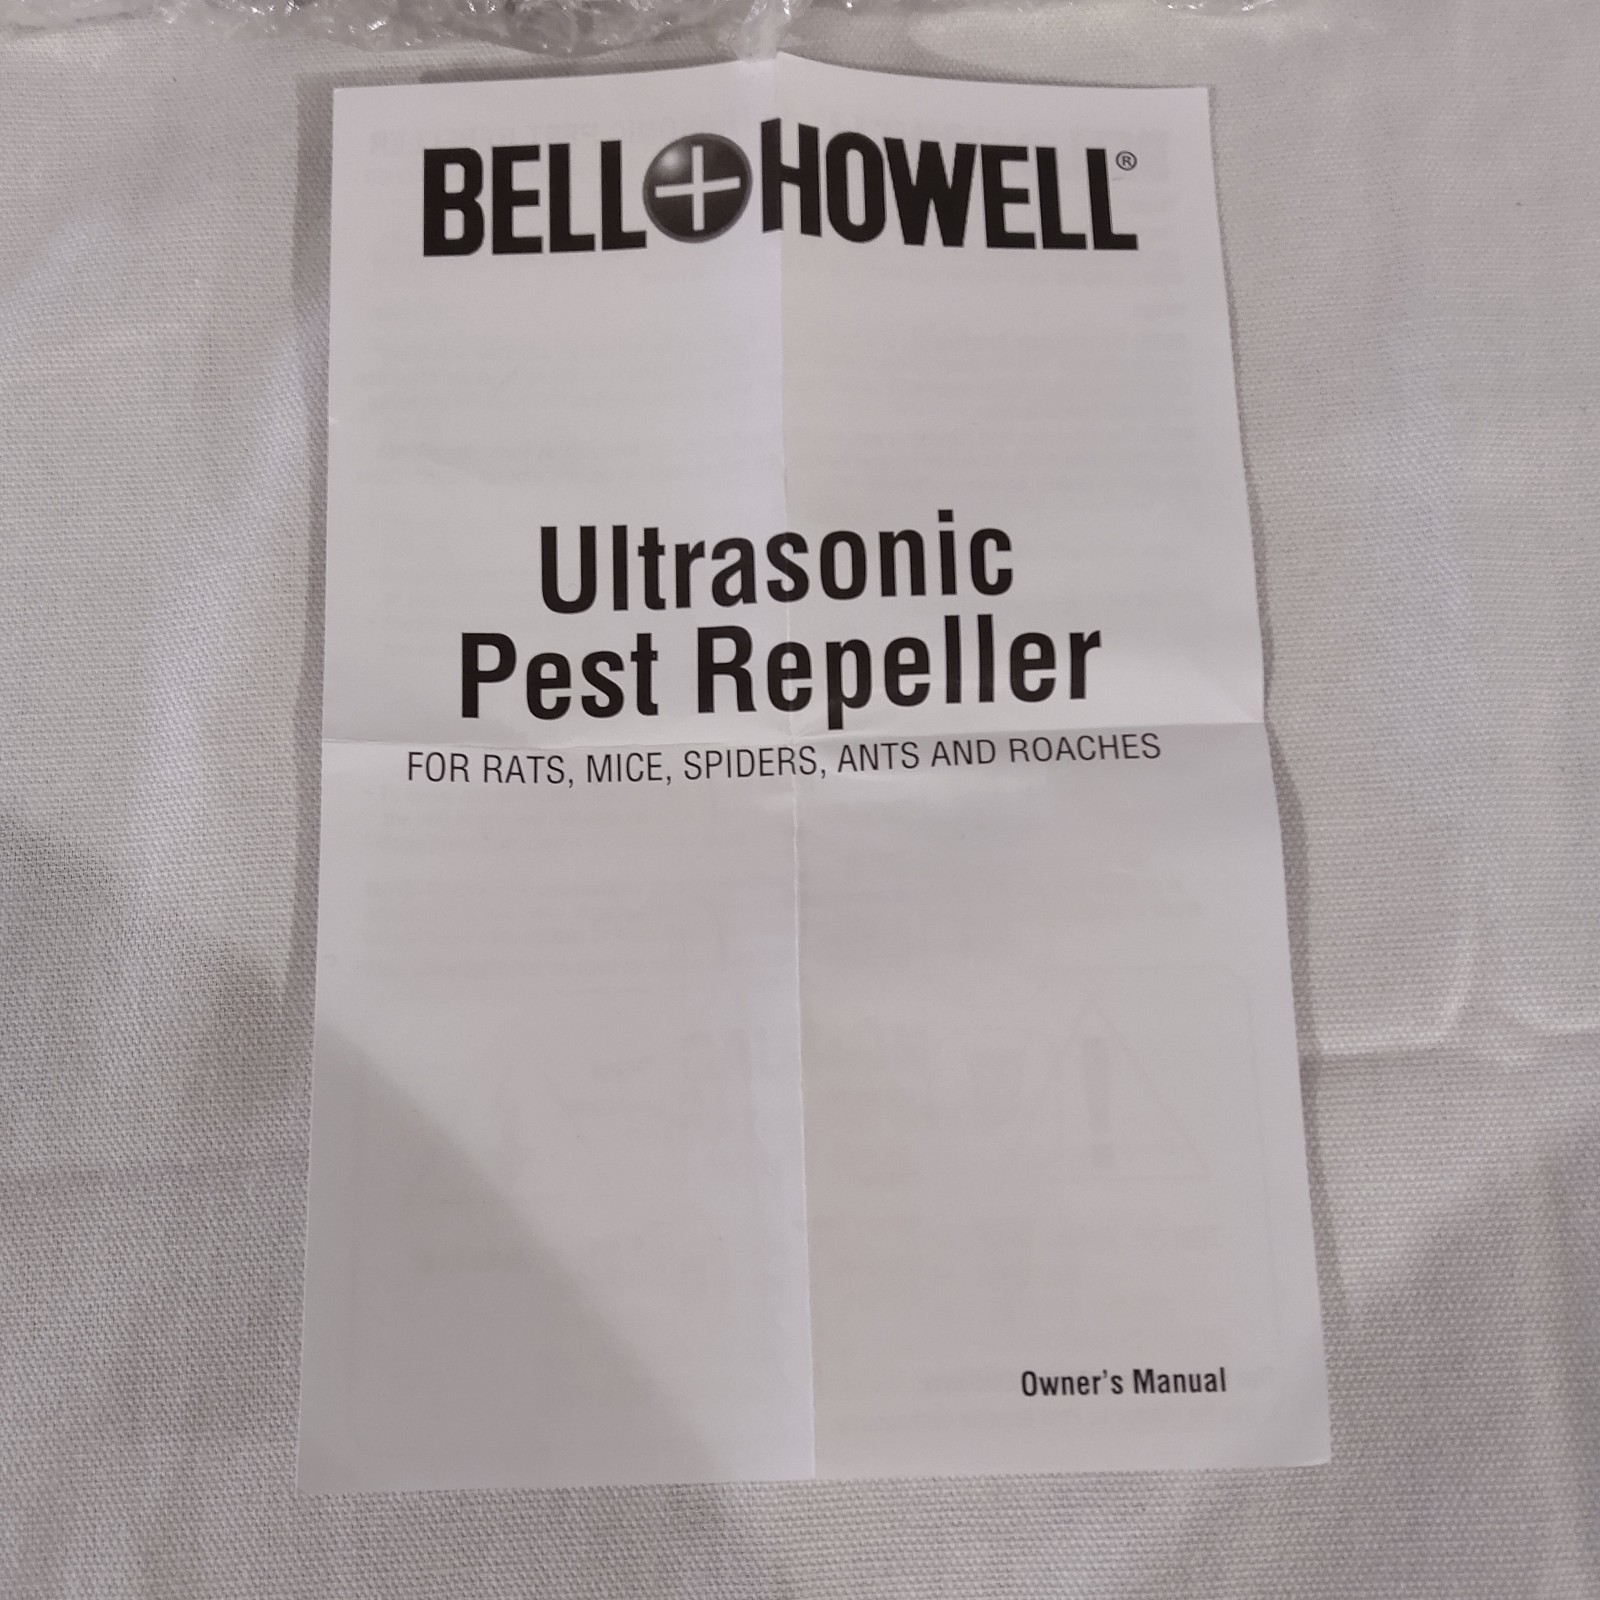 BELL+HOWELL®
Ultrasonic
Pest Repeller
FOR RATS, MICE, SPIDERS, ANTS AND ROACHES
Owner's Manual